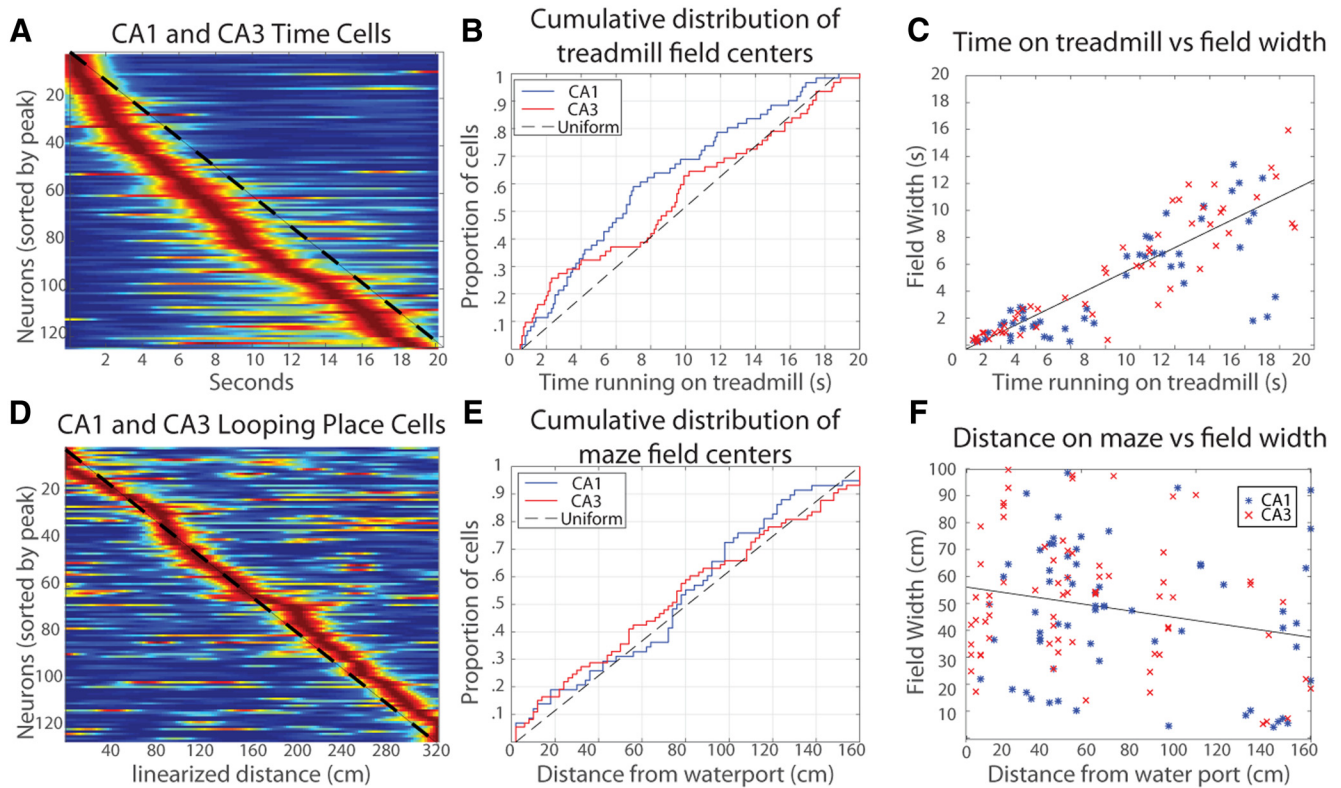 A
CA1 and CA3 Time Cells
Neurons (sorted by peak)
20
40
60
80
100
120
2 4 6 8 10 12 14 16 18 20
Seconds
B
Cumulative distribution of
treadmill field centers
CA1
CA3
Uniform
Proportion of cells
1
.9
.8
.7
.6
.5
.4
.3
.2
.1
0 2 4 6 8 10 12 14 16 18 20
Time running on treadmill (s)
C
Time on treadmill vs field width
Field Width (s)
20
18
16
14
12
10
8
6
4
2
0
0 2 4 6 8 10 12 14 16 18 20
Time running on treadmill (s)
D
CA1 and CA3 Looping Place Cells
Neurons (sorted by peak)
20
40
60
80
100
120
40 80 120 160 200 240 280 320
linearized distance (cm)
E
Cumulative distribution of
maze field centers
CA1
CA3
Uniform
Proportion of cells
1
.9
.8
.7
.6
.5
.4
.3
.2
.1
0 20 40 60 80 100 120 140 160
Distance from waterport (cm)
F
Distance on maze vs field width
CA1
CA3
Field Width (cm)
100
90
80
70
60
50
40
30
20
10
0 20 40 60 80 100 120 140 160
Distance from water port (cm)